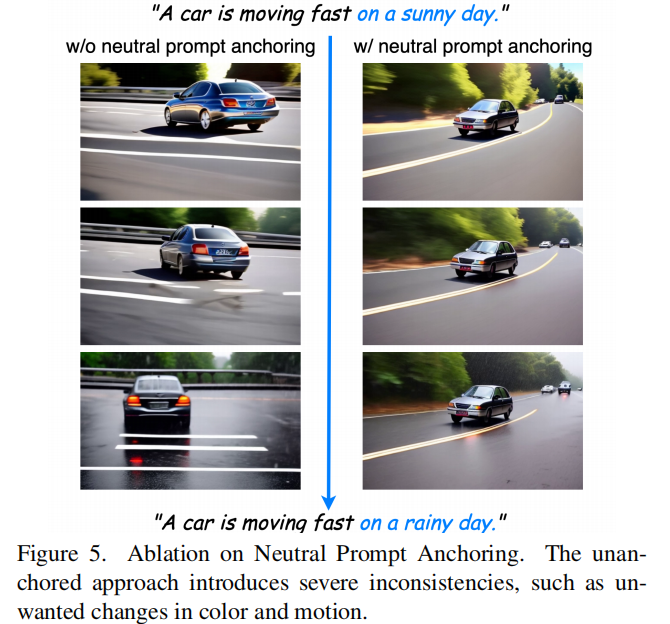 "A car is moving fast on a sunny day."
w/o neutral prompt anchoring
w/ neutral prompt anchoring
"A car is moving fast on a rainy day."
Figure 5. Ablation on Neutral Prompt Anchoring. The unan-
chored approach introduces severe inconsistencies, such as un-
wanted changes in color and motion.